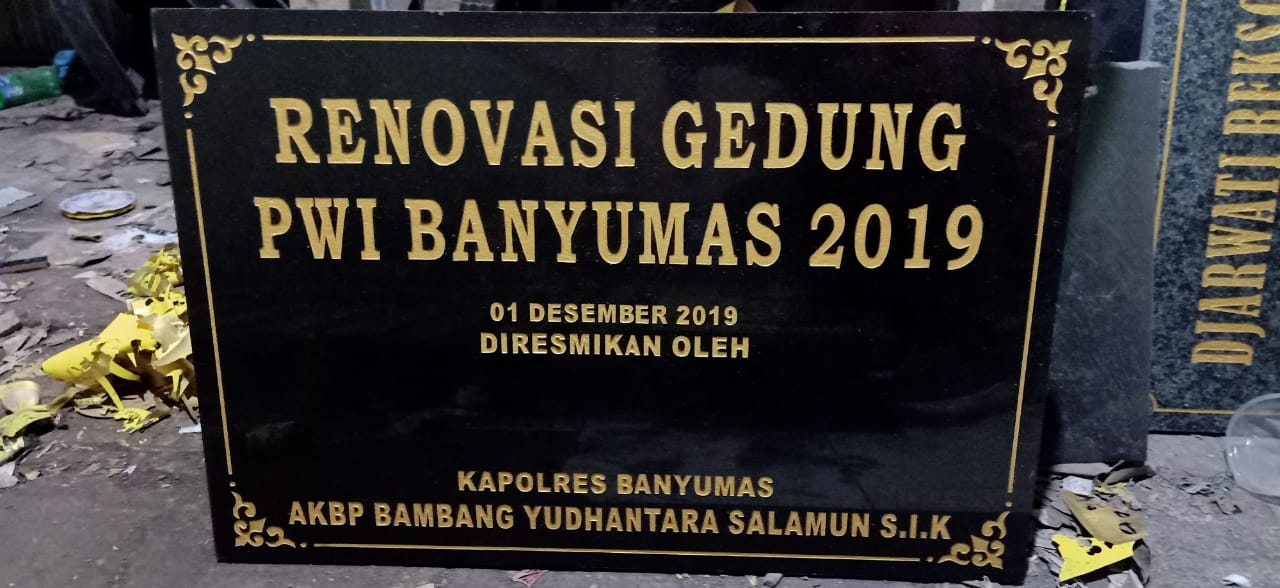 RENOVASI GEDUNG
PWI BANYUMAS 2019
01 DESEMBER 2019
DIRESMIKAN OLEH
KAPOLRES BANYUMAS
AKBP BAMBANG YUDHANTARA SALAMUN S.I.K
DJARWATI